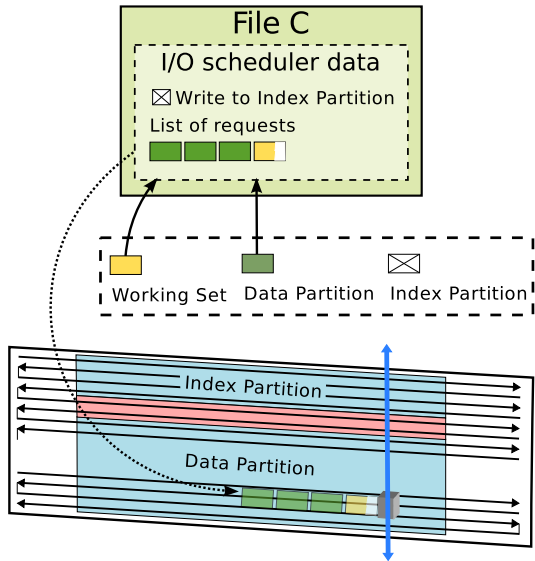 File C
I/O scheduler data
Write to Index Partition
List of requests
Working Set
Data Partition
Index Partition
Index Partition
Data Partition